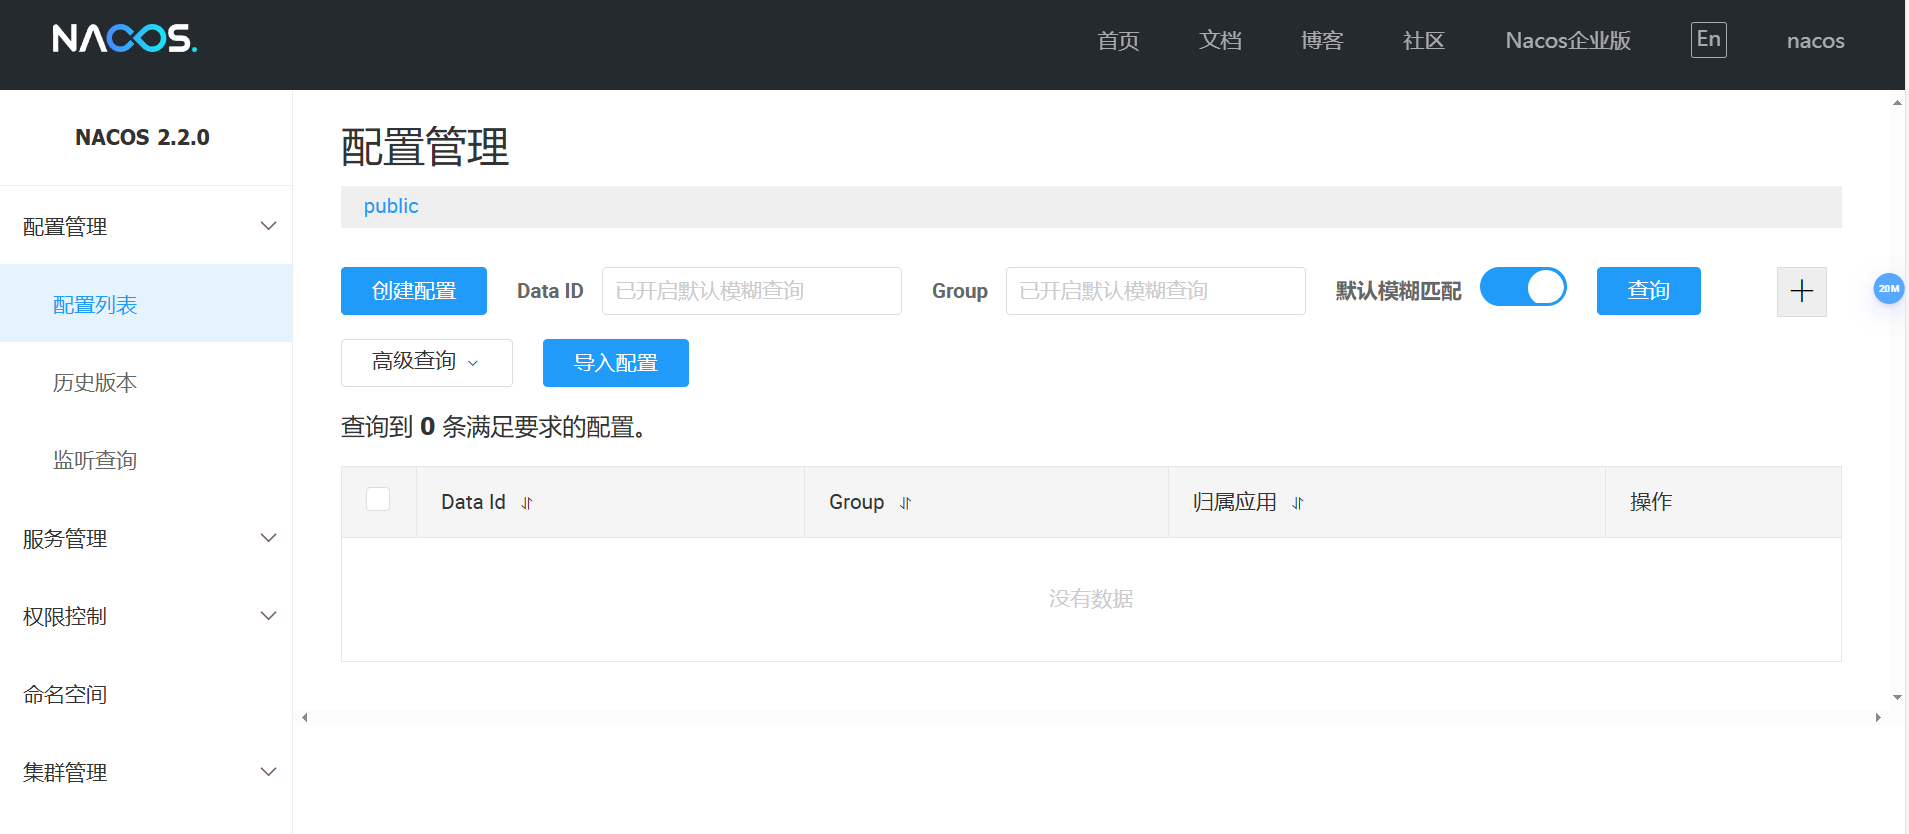 NACOS.
首页 文档 博客 社区 Nacos企业版 En nacos
NACOS 2.2.0
配置管理
配置列表
历史版本
监听查询
服务管理
权限控制
命名空间
集群管理
配置管理
public
创建配置 Data ID 已开启默认模糊查询 Group 已开启默认模糊查询 默认模糊匹配 查询
高级查询 导入配置
查询到 0 条满足要求的配置。
Data Id Group 归属应用 操作
没有数据
20M